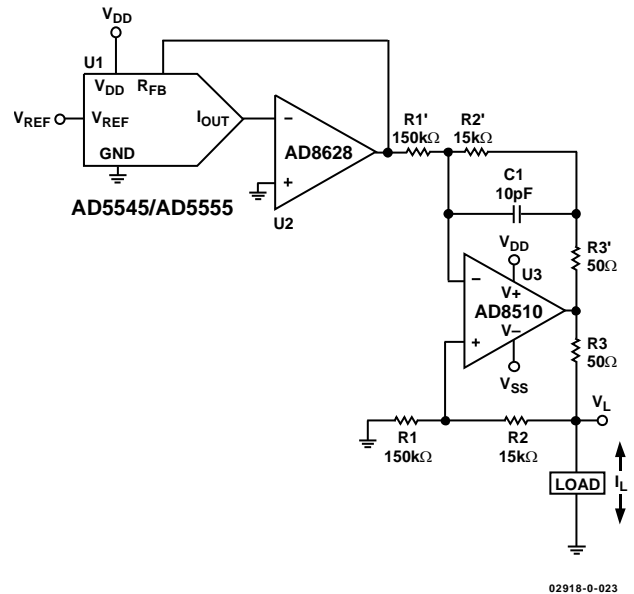 VDD
U1
VDD
RFB
VREF
VREF
IOUT
GND
AD5545/AD5555
−
AD8628
+
U2
R1'
150kΩ
R2'
15kΩ
C1
10pF
R3'
50Ω
VDD
U3
V+
−
AD8510
+
V−
VSS
R3
50Ω
VL
R1
150kΩ
R2
15kΩ
LOAD
IL
02918-0-023